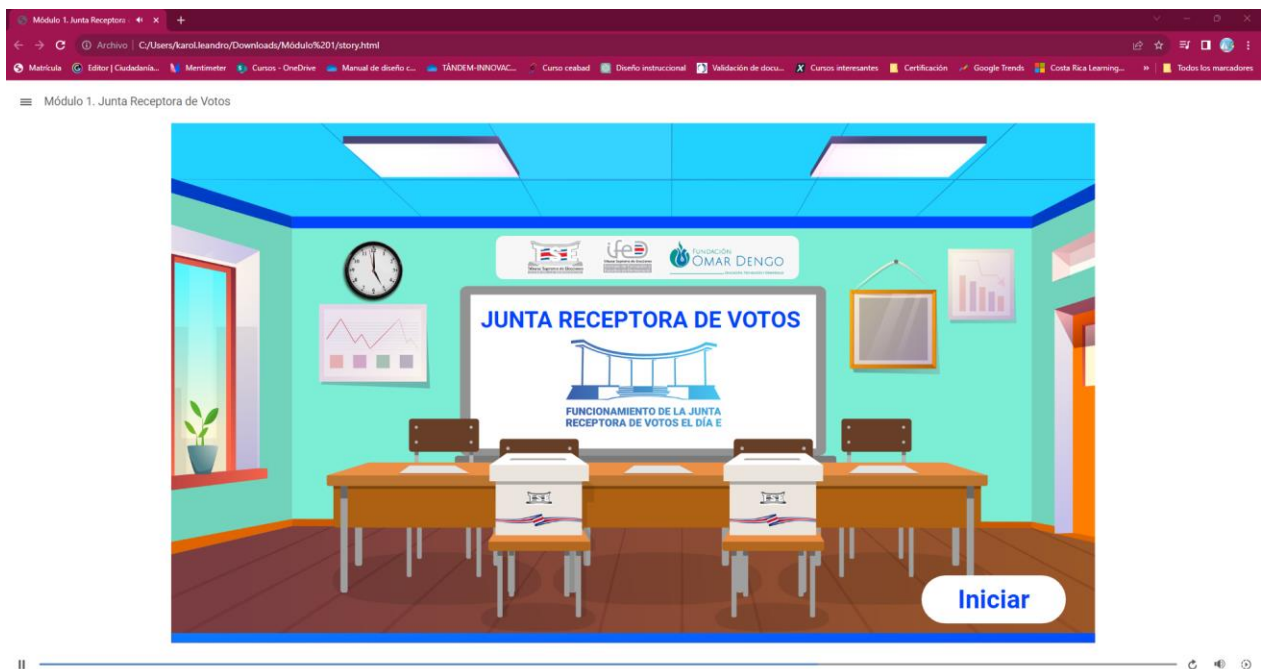 Módulo 1. Junta Receptora
Archivo | C:/Users/karol.leandro/Downloads/Módulo%201/story.html
Matrícula Editor | Ciudadanía... Mentimeter Cursos - OneDrive Manual de diseño c... TÁNDEM-INNOVAC... Curso ceabad Diseño instruccional Validación de docu... Cursos interesantes Certificación Google Trends Costa Rica Learning... » Todos los marcadores
Módulo 1. Junta Receptora de Votos
TSE ifed FUNDACIÓN
OMAR DENGO
JUNTA RECEPTORA DE VOTOS
FUNCIONAMIENTO DE LA JUNTA
RECEPTORA DE VOTOS EL DÍA E
TSE TSE
Iniciar